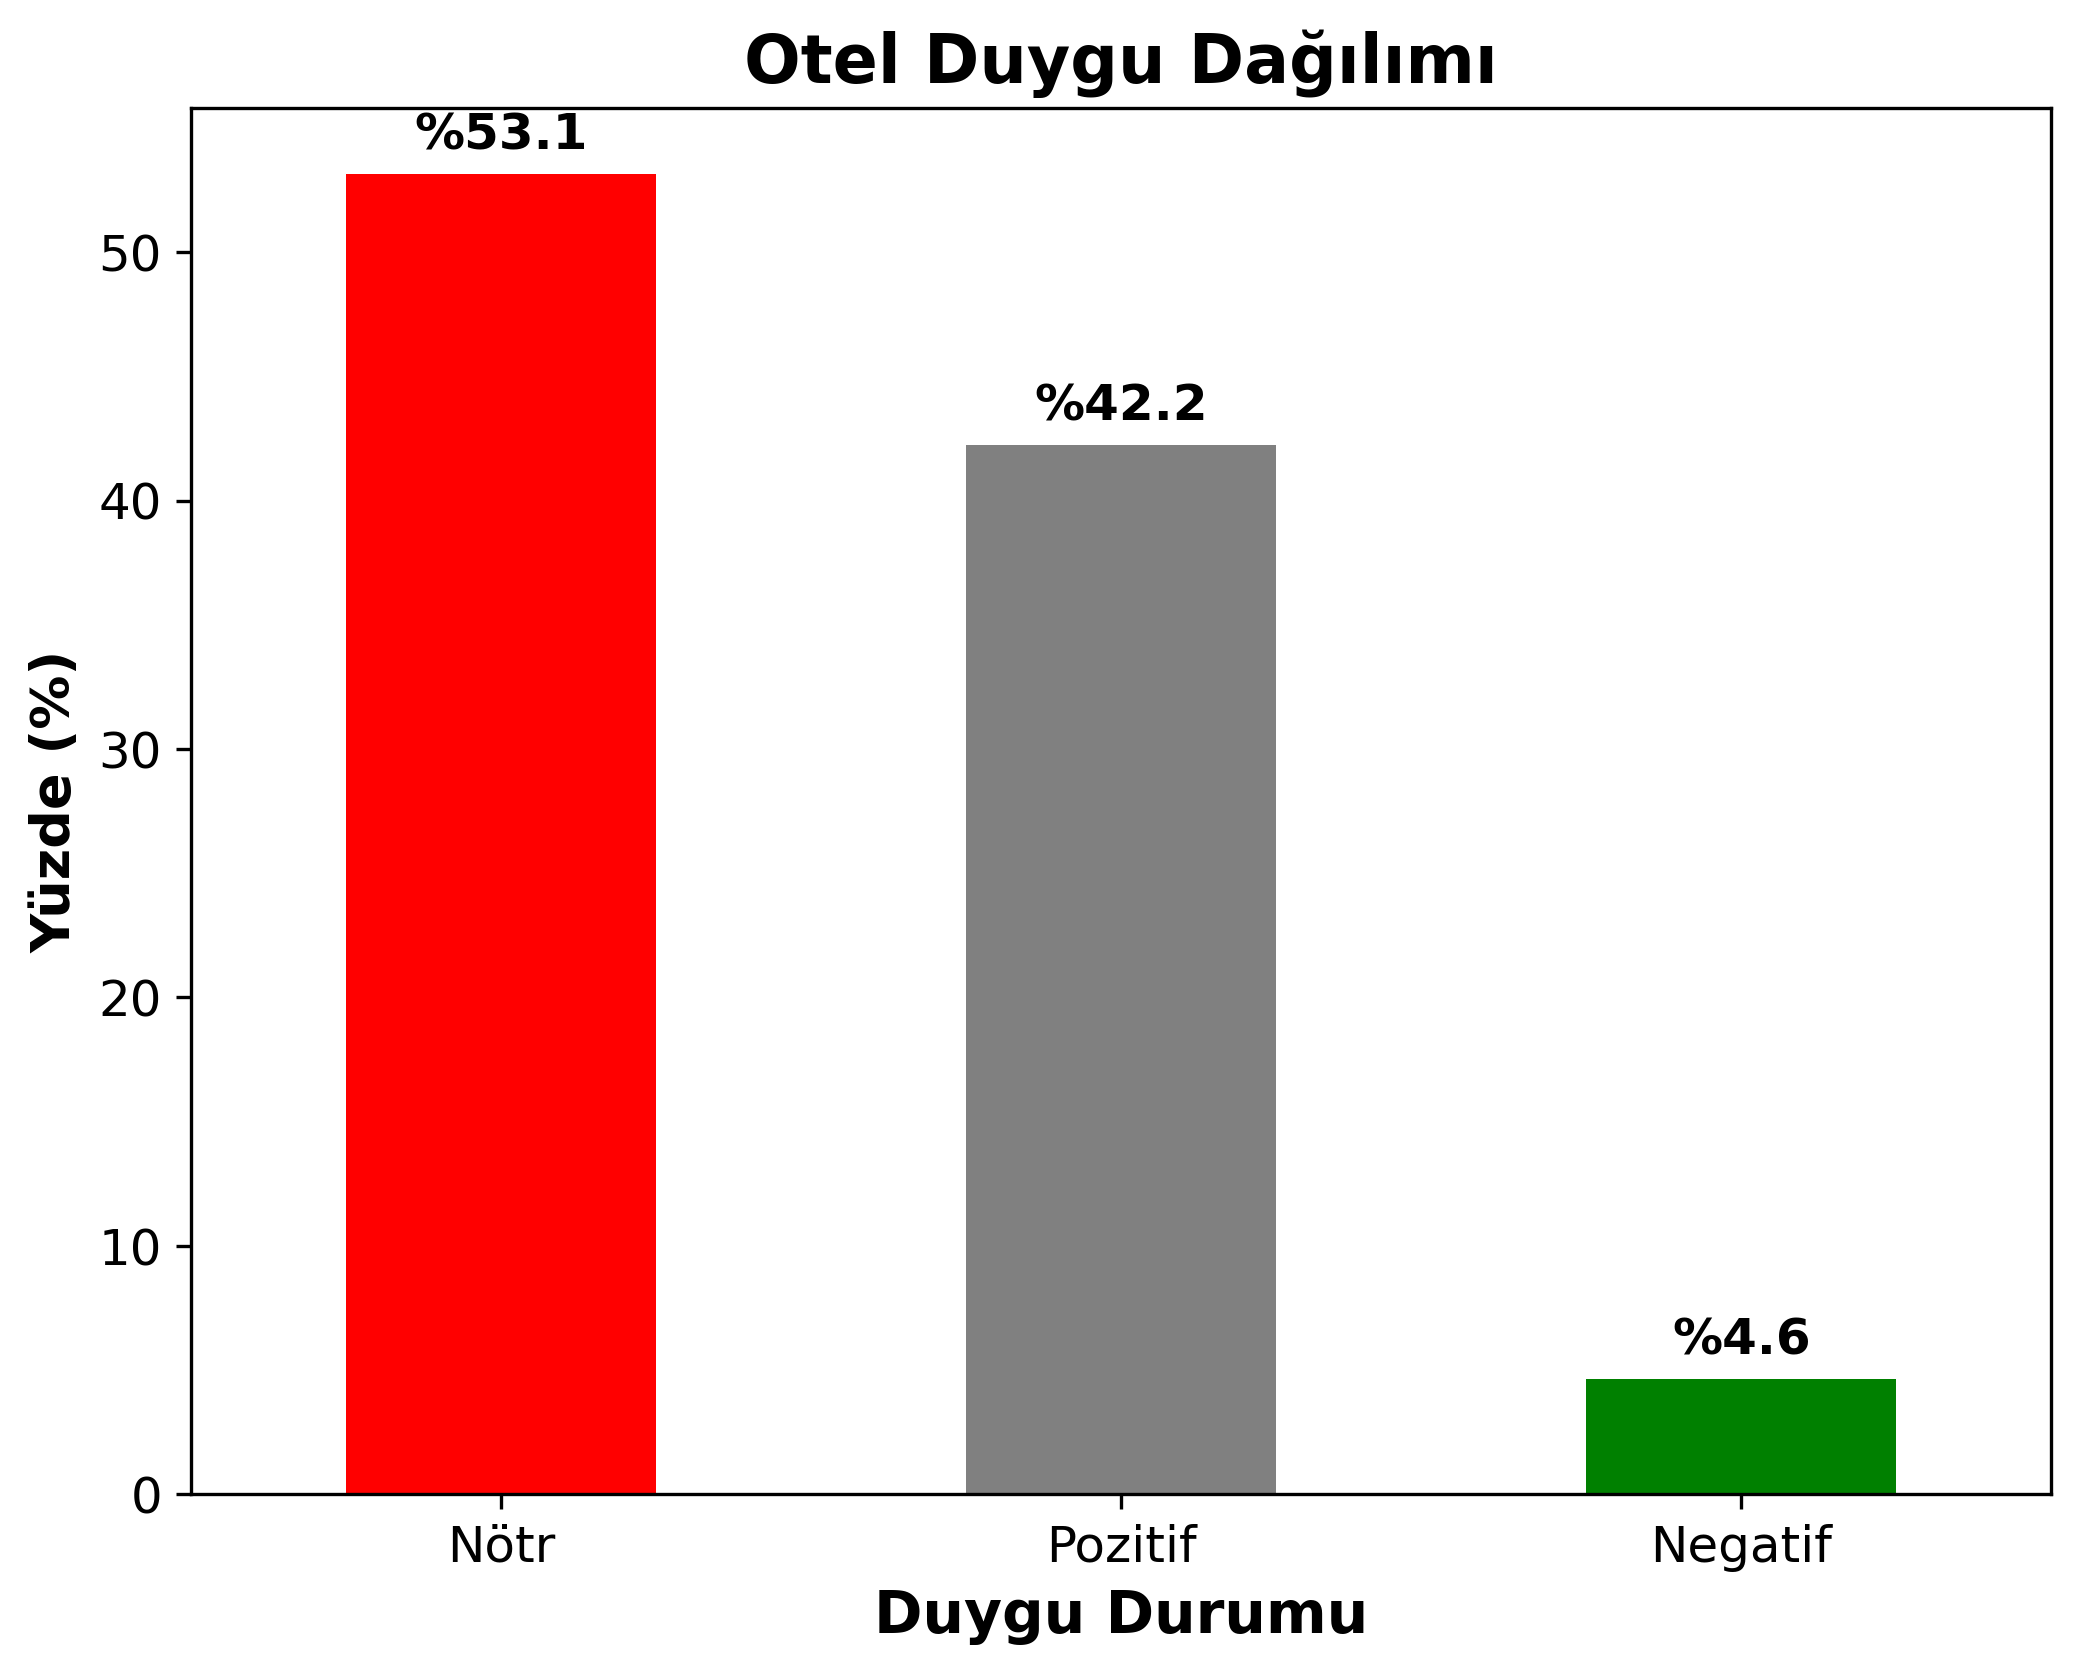 Otel Duygu Dağılımı
%53.1
%42.2
%4.6
Yüzde (%)
50
40
30
20
10
0
Nötr
Pozitif
Negatif
Duygu Durumu